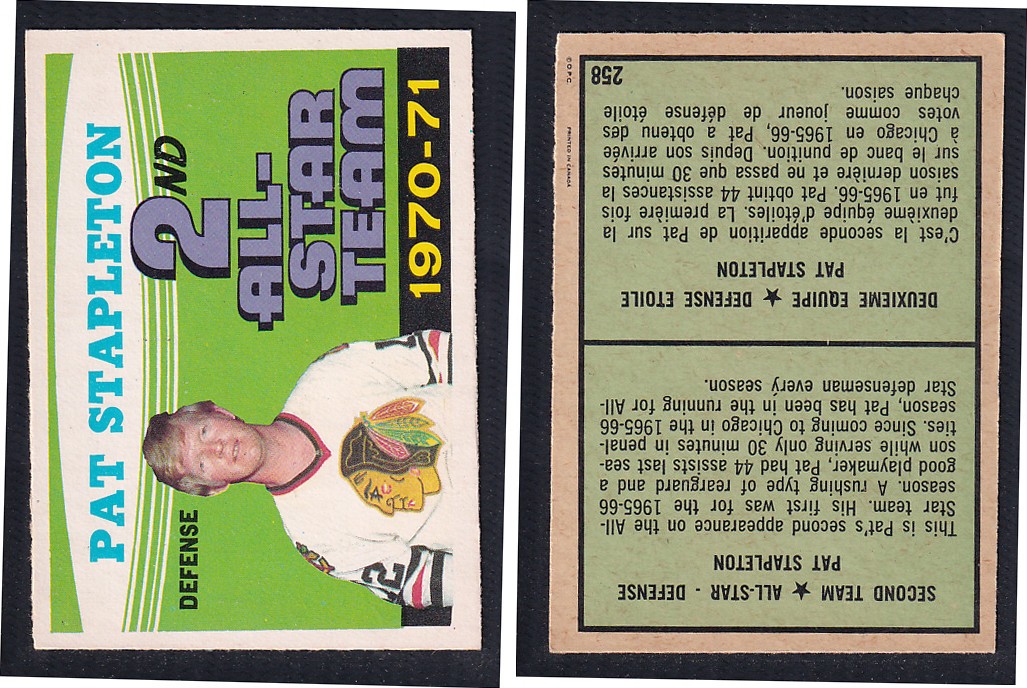 PAT STAPLETON
2ND
ALL-
STAR
TEAM
1970-71
DEFENSE
2
SECOND TEAM ★ ALL-STAR - DEFENSE
PAT STAPLETON
This is Pat's second appearance on the All-
Star team. His first was for the 1965-66
season. A rushing type of rearguard and a
good playmaker, Pat had 44 assists last sea-
son while serving only 30 minutes in penal-
ties. Since coming to Chicago in the 1965-66
season, Pat has been in the running for All-
Star defenseman every season.
DEUXIEME EQUIPE ★ DEFENSE ETOILE
PAT STAPLETON
C'est la seconde apparition de Pat sur la
deuxième équipe d'étoiles. La première fois
fut en 1965-66. Pat obtint 44 assistances la
saison dernière et ne passa que 30 minutes
sur le banc de punition. Depuis son arrivée
à Chicago en 1965-66 Pat a obtenu des
votes comme joueur de défense étoile
chaque saison.
258
© O.P.C.
PRINTED IN CANADA